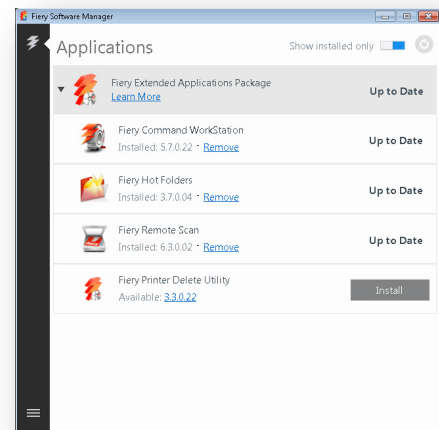 Fiery Software Manager
Applications
Show installed only
Fiery Extended Applications Package
Learn More
Up to Date
Fiery Command WorkStation
Installed: 5.7.0.22 - Remove
Up to Date
Fiery Hot Folders
Installed: 3.7.0.04 - Remove
Up to Date
Fiery Remote Scan
Installed: 6.3.0.02 - Remove
Up to Date
Fiery Printer Delete Utility
Available: 3.3.0.22
Install